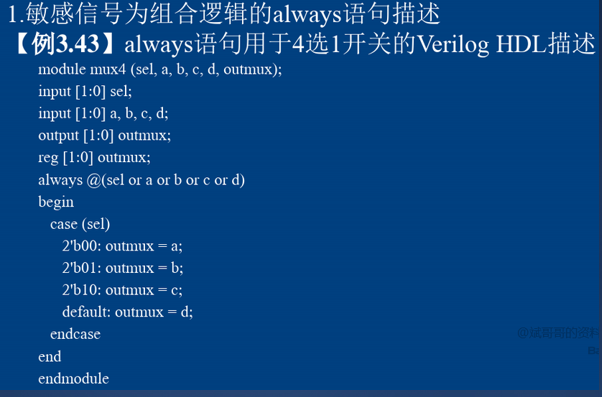 1.敏感信号为组合逻辑的always语句描述
【例3.43】always语句用于4选1开关的Verilog HDL描述
module mux4 (sel, a, b, c, d, outmux);
input [1:0] sel;
input [1:0] a, b, c, d;
output [1:0] outmux;
reg [1:0] outmux;
always @(sel or a or b or c or d)
begin
case (sel)
2'b00: outmux = a;
2'b01: outmux = b;
2'b10: outmux = c;
default: outmux = d;
endcase
end
endmodule